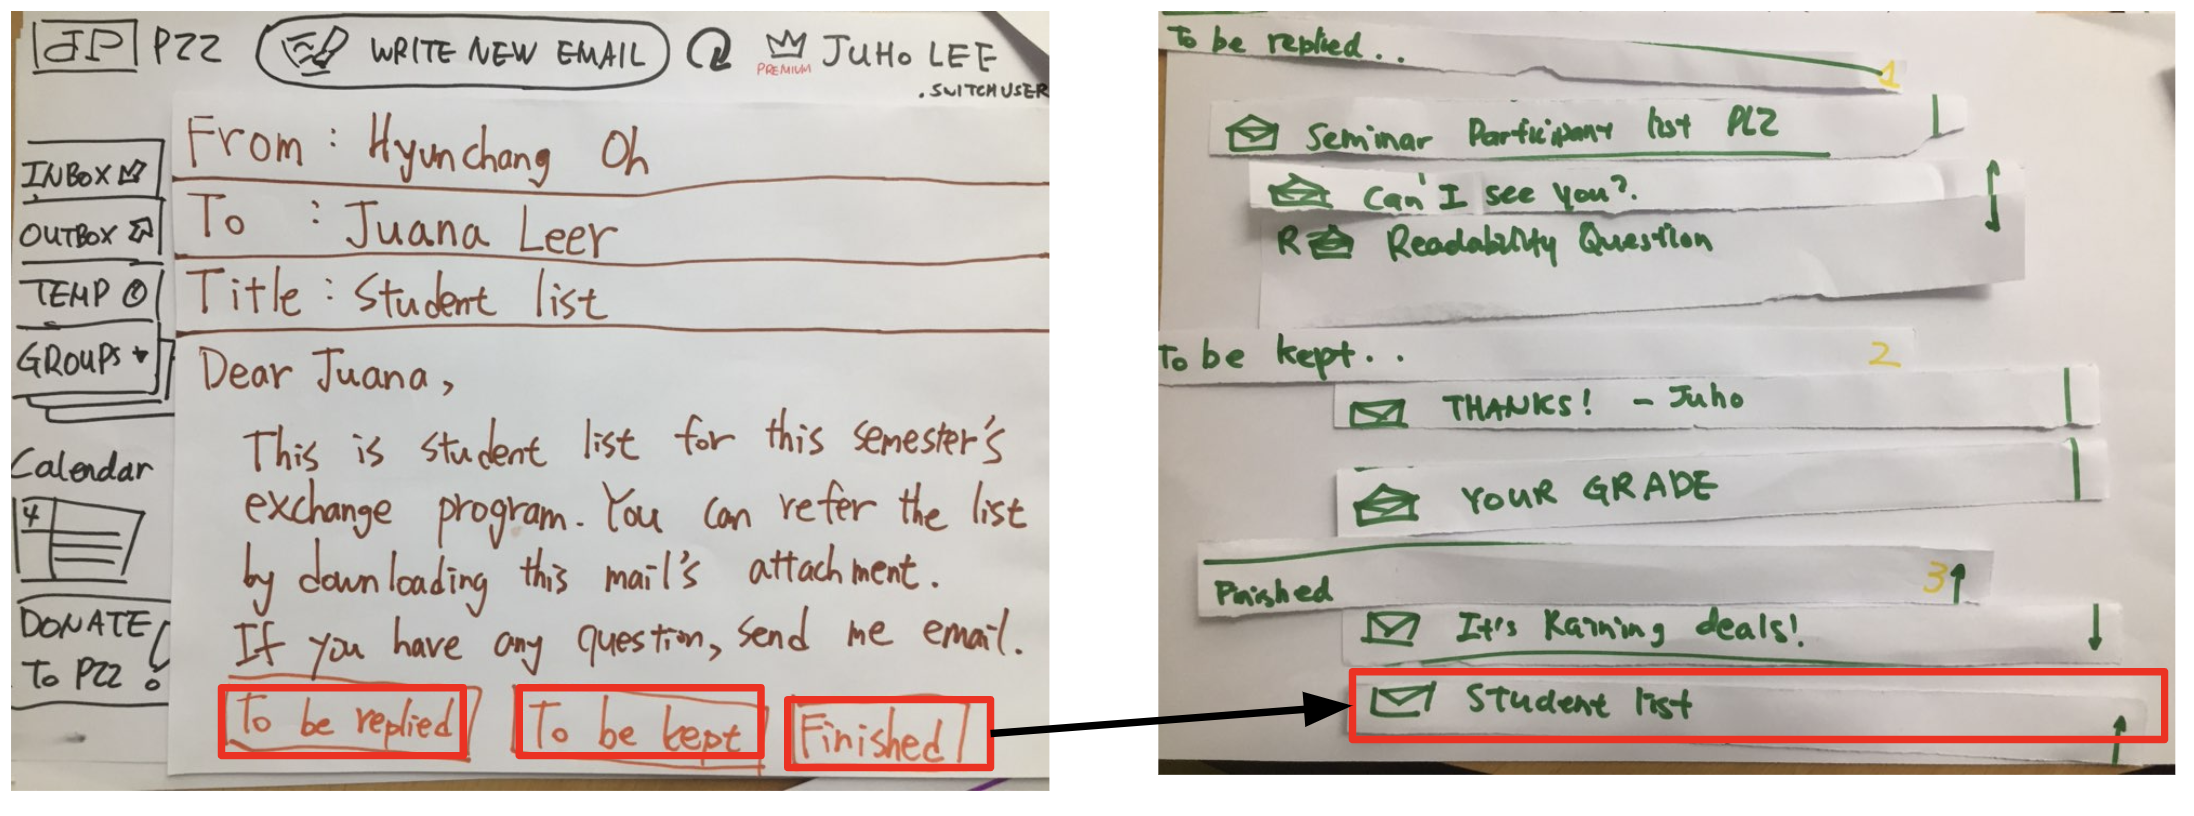 JP PZZ WRITE NEW EMAIL PREMIUM JUHO LEE
.SWITCH USER
INBOX
OUTBOX
TEMP
GROUPS
Calendar
4
DONATE
TO PZZ!
From : Hyunchang Oh
To : Juana Leer
Title : Student list
Dear Juana,
This is student list for this semester's
exchange program. You can refer the list
by downloading this mail's attachment.
If you have any question, send me email.
To be replied To be kept Finished
To be replied.. 1
Seminar Participant list PLZ
Can I see you?
R Readability Question
To be kept.. 2
THANKS! - Juho
YOUR GRADE
Finished 3
It's Raining deals!
Student list